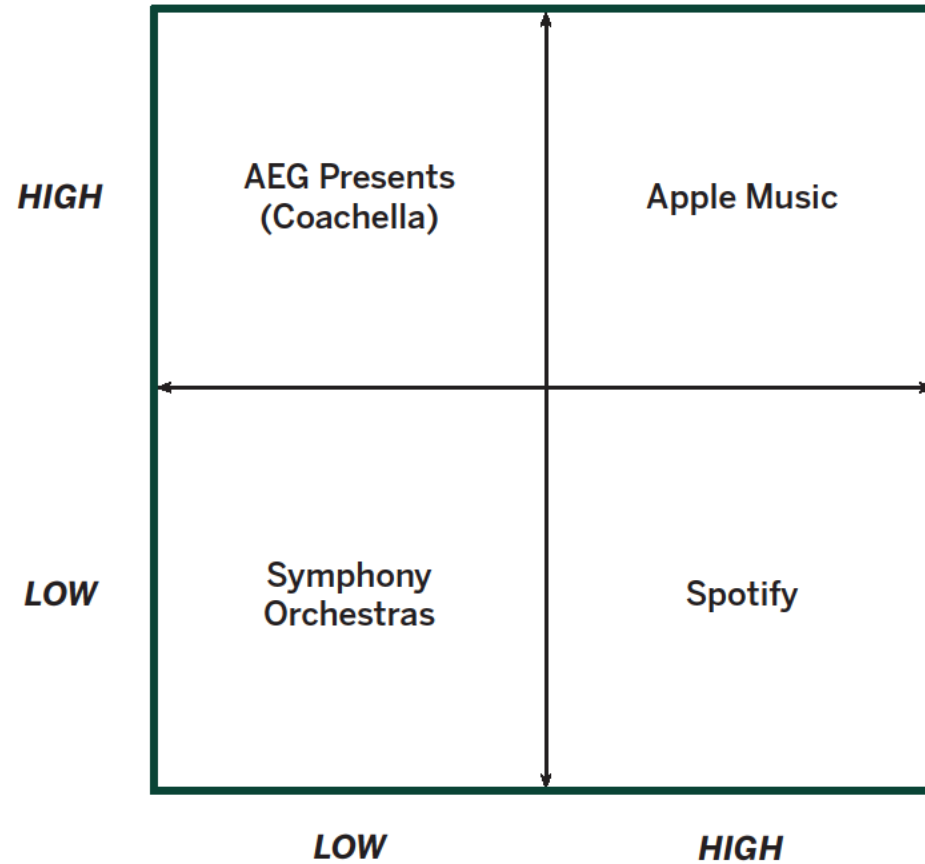 HIGH
AEG Presents
(Coachella)
Apple Music
LOW
Symphony
Orchestras
Spotify
LOW
HIGH